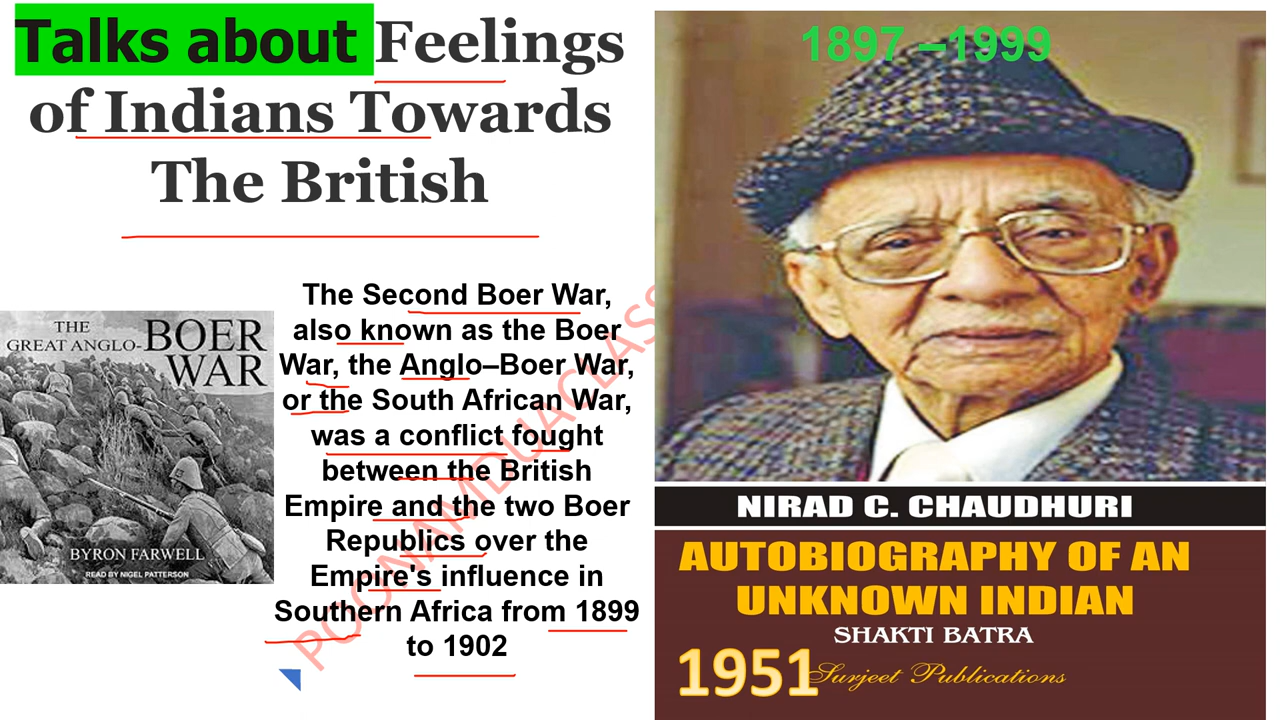 Talks about Feelings
of Indians Towards
The British
THE
GREAT ANGLO-BOER
WAR
BYRON FARWELL
READ BY NIGEL PATTERSON
The Second Boer War,
also known as the Boer
War, the Anglo–Boer War,
or the South African War,
was a conflict fought
between the British
Empire and the two Boer
Republics over the
Empire's influence in
Southern Africa from 1899
to 1902
POONAMDUACLASS
1897 –1999
NIRAD C. CHAUDHURI
AUTOBIOGRAPHY OF AN
UNKNOWN INDIAN
SHAKTI BATRA
1951 Surjeet Publications